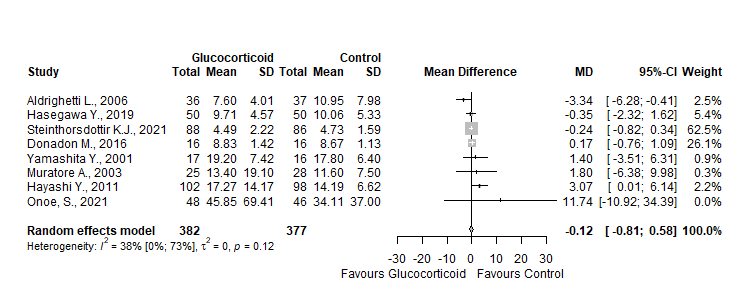 Glucocorticoid Control
Study Total Mean SD Total Mean SD Mean Difference MD 95%-CI Weight
Aldrighetti L., 2006 36 7.60 4.01 37 10.95 7.98 -3.34 [ -6.28; -0.41] 2.5%
Hasegawa Y., 2019 50 9.71 4.57 50 10.06 5.33 -0.35 [ -2.32; 1.62] 5.4%
Steinthorsdottir K.J., 2021 88 4.49 2.22 86 4.73 1.59 -0.24 [ -0.82; 0.34] 62.5%
Donadon M., 2016 16 8.83 1.42 16 8.67 1.13 0.17 [ -0.76; 1.09] 26.1%
Yamashita Y., 2001 17 19.20 7.42 16 17.80 6.40 1.40 [ -3.51; 6.31] 0.9%
Muratore A., 2003 25 13.40 19.10 28 11.60 7.50 1.80 [ -6.38; 9.98] 0.3%
Hayashi Y., 2011 102 17.27 14.17 98 14.19 6.62 3.07 [ 0.01; 6.14] 2.2%
Onoe, S., 2021 48 45.85 69.41 46 34.11 37.00 11.74 [-10.92; 34.39] 0.0%
Random effects model 382 377 -0.12 [ -0.81; 0.58] 100.0%
Heterogeneity: I² = 38% [0%; 73%], τ² = 0, p = 0.12
-30 -20 -10 0 10 20 30
Favours Glucocorticoid Favours Control